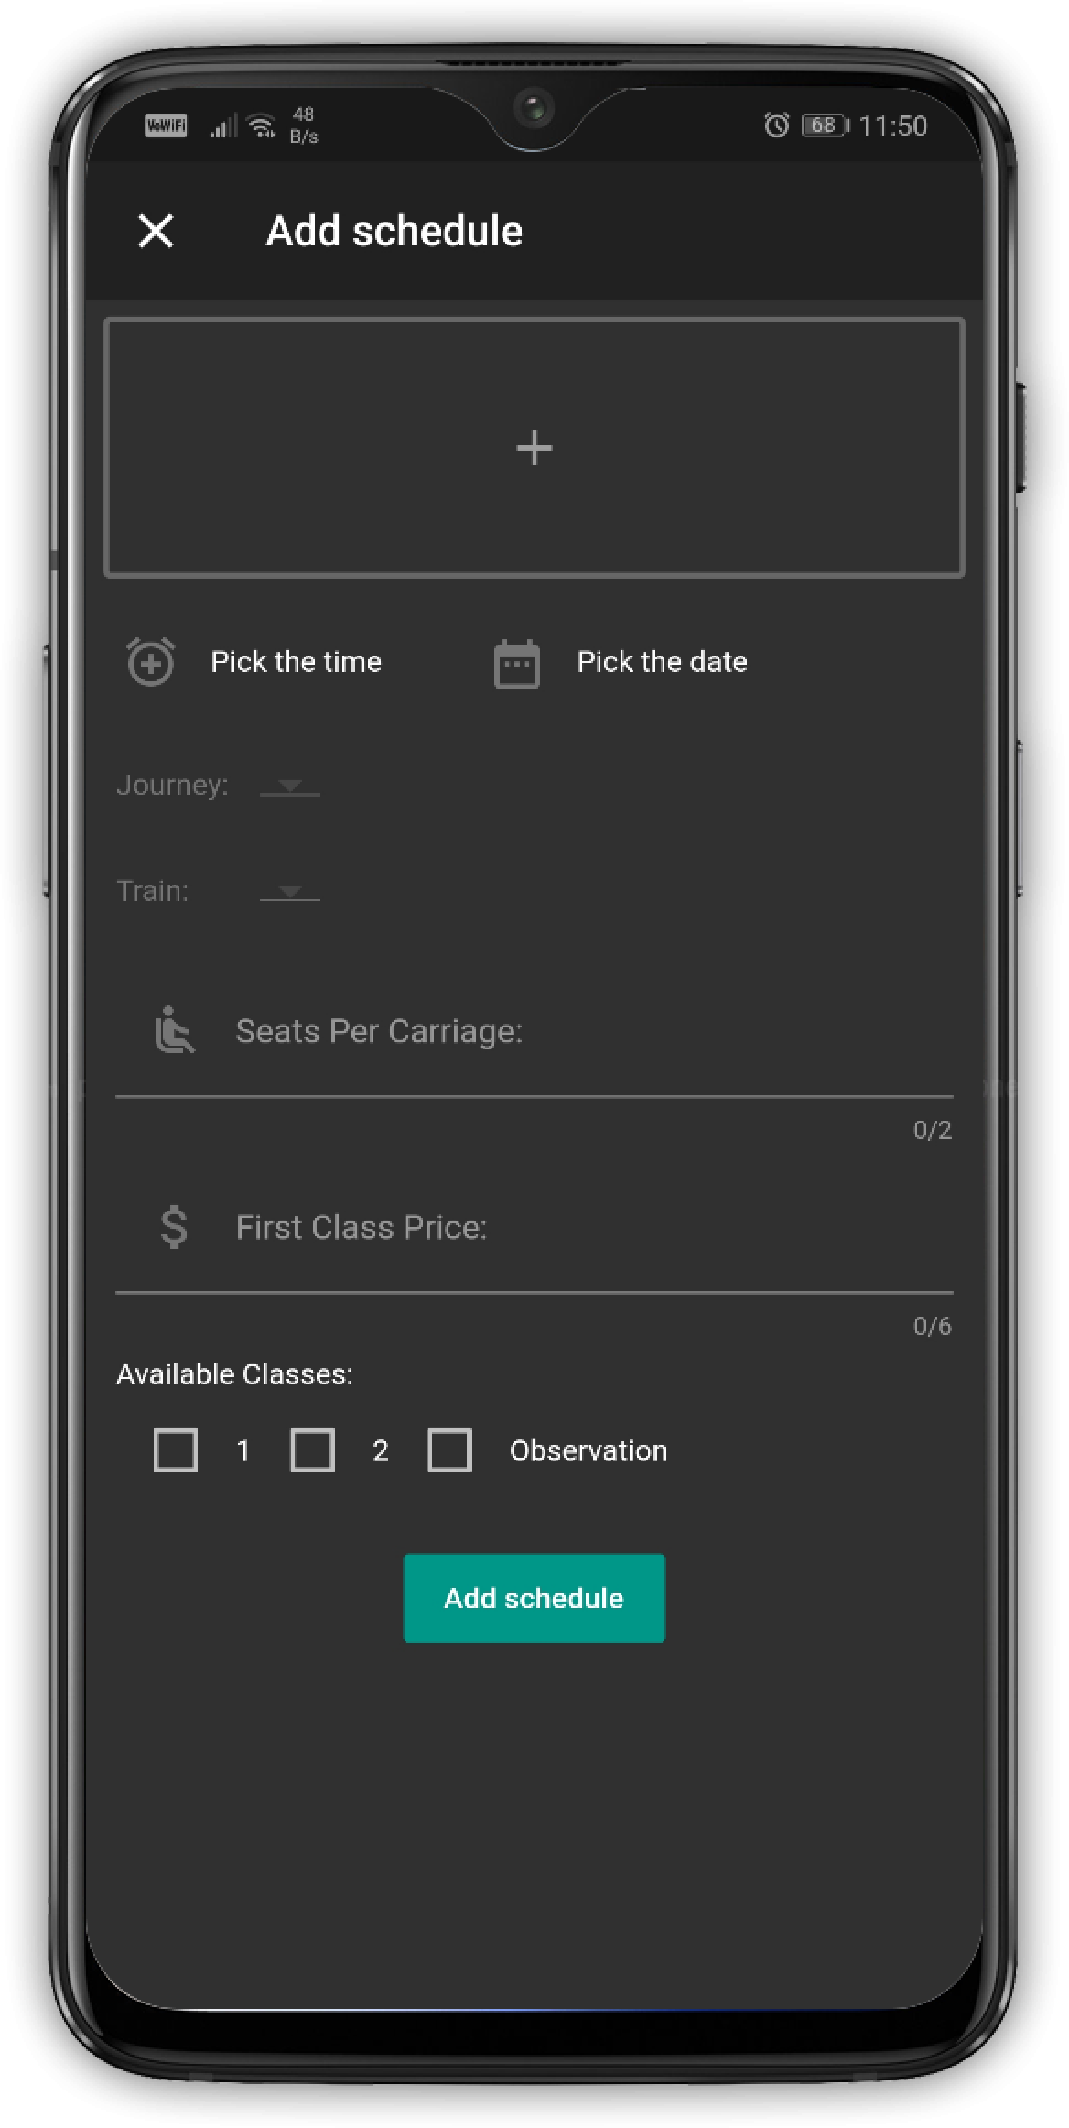 VoWiFi 48 B/s 68 11:50
Add schedule
Pick the time Pick the date
Journey:
Train:
Seats Per Carriage:
0/2
$ First Class Price:
0/6
Available Classes:
1 2 Observation
Add schedule